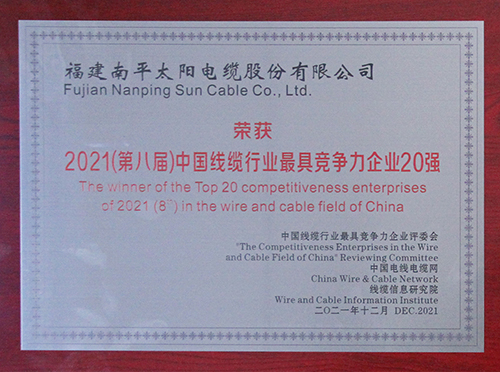 福建南平太阳电缆股份有限公司
Fujian Nanping Sun Cable Co., Ltd.
荣获
2021(第八届)中国线缆行业最具竞争力企业20强
The winner of the Top 20 competitiveness enterprises
of 2021 (8th) in the wire and cable field of China
中国线缆行业最具竞争力企业评委会
"The Competitiveness Enterprises in the Wire
and Cable Field of China" Reviewing Committee
中国电线电缆网
China Wire & Cable Network
线缆信息研究院
Wire and Cable Information Institute
二〇二一年十二月 DEC.2021